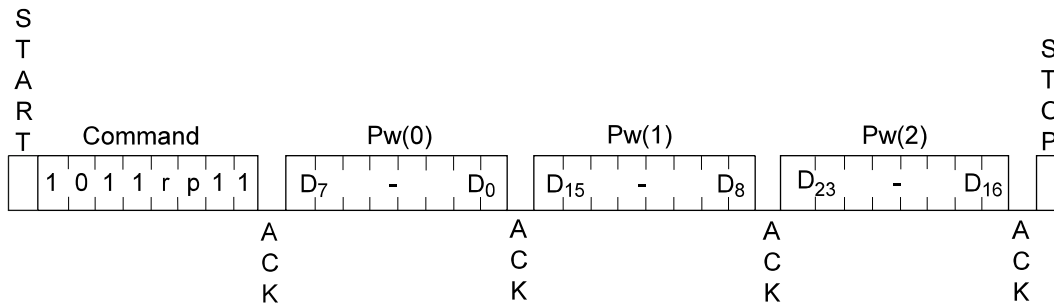 START
STOP
Command
Pw(0)
Pw(1)
Pw(2)
1 0 1 1 r p 1 1
D7 - D0
D15 - D8
D23 - D16
ACK
ACK
ACK
ACK